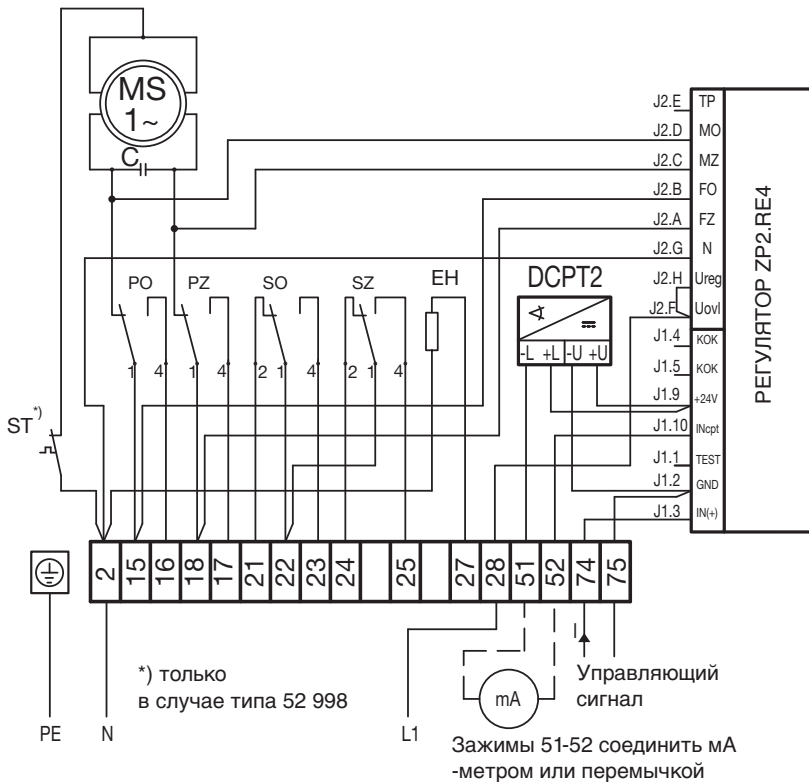 MS
1~
C
J2.E TP
J2.D MO
J2.C MZ
J2.B FO
J2.A FZ
J2.G N
J2.H Ureg
J2.F Uovl
J1.4 KOK
J1.5 KOK
J1.9 +24V
J1.10 INcpt
J1.1 TEST
J1.2 GND
J1.3 IN(+)
РЕГУЛЯТОР ZP2.RE4
PO PZ SO SZ EH
DCPT2
-L +L -U +U
1 4 1 4 2 1 4 2 1 4
ST*)
2 15 16 18 17 21 22 23 24 25 27 28 51 52 74 75
*) только
в случае типа 52 998
I
mA
Управляющий
сигнал
PE N L1
Зажимы 51-52 соединить мА
-метром или перемычкой